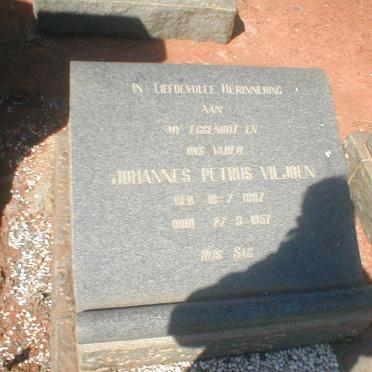 IN LIEFDEVOLLE HERINNERING
AAN
MY EGGENOOT EN
ONS VADER
JOHANNES PETRUS VILJOEN
GEB 18·7·1887
OORL 27·3·1957
RUS SAG